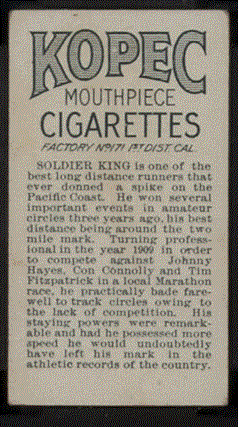 KOPEC
MOUTHPIECE
CIGARETTES
FACTORY Nº171 1ST DIST CAL
SOLDIER KING is one of the
best long distance runners that
ever donned a spike on the
Pacific Coast. He won several
important events in amateur
circles three years ago, his best
distance being around the two
mile mark. Turning profess-
ional in the year 1909 in order
to compete against Johnny
Hayes, Con Connolly and Tim
Fitzpatrick in a local Marathon
race, he practically bade fare-
well to track circles owing to
the lack of competition. His
staying powers were remark-
able and had he possessed more
speed he would undoubtedly
have left his mark in the
athletic records of the country.